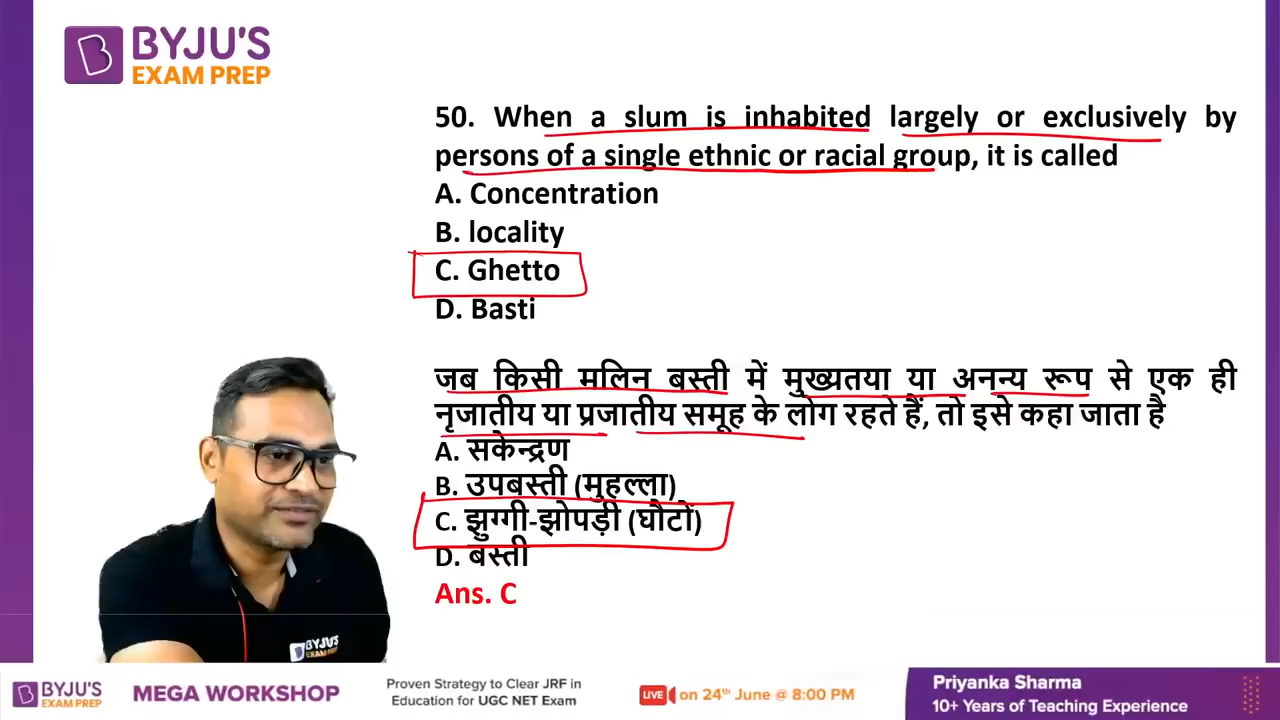 BYJU'S
EXAM PREP
50. When a slum is inhabited largely or exclusively by
persons of a single ethnic or racial group, it is called
A. Concentration
B. locality
C. Ghetto
D. Basti
जब किसी मलिन बस्ती में मुख्यतया या अनन्य रूप से एक ही
नृजातीय या प्रजातीय समूह के लोग रहते हैं, तो इसे कहा जाता है
A. सकेन्द्रण
B. उपबस्ती (मुहल्ला)
C. झुग्गी-झोपड़ी (घौटों)
D. बस्ती
Ans. C
BYJU'S
EXAM PREP
BYJU'S
EXAM PREP
MEGA WORKSHOP
Proven Strategy to Clear JRF in
Education for UGC NET Exam
LIVE on 24th June @ 8:00 PM
Priyanka Sharma
10+ Years of Teaching Experience